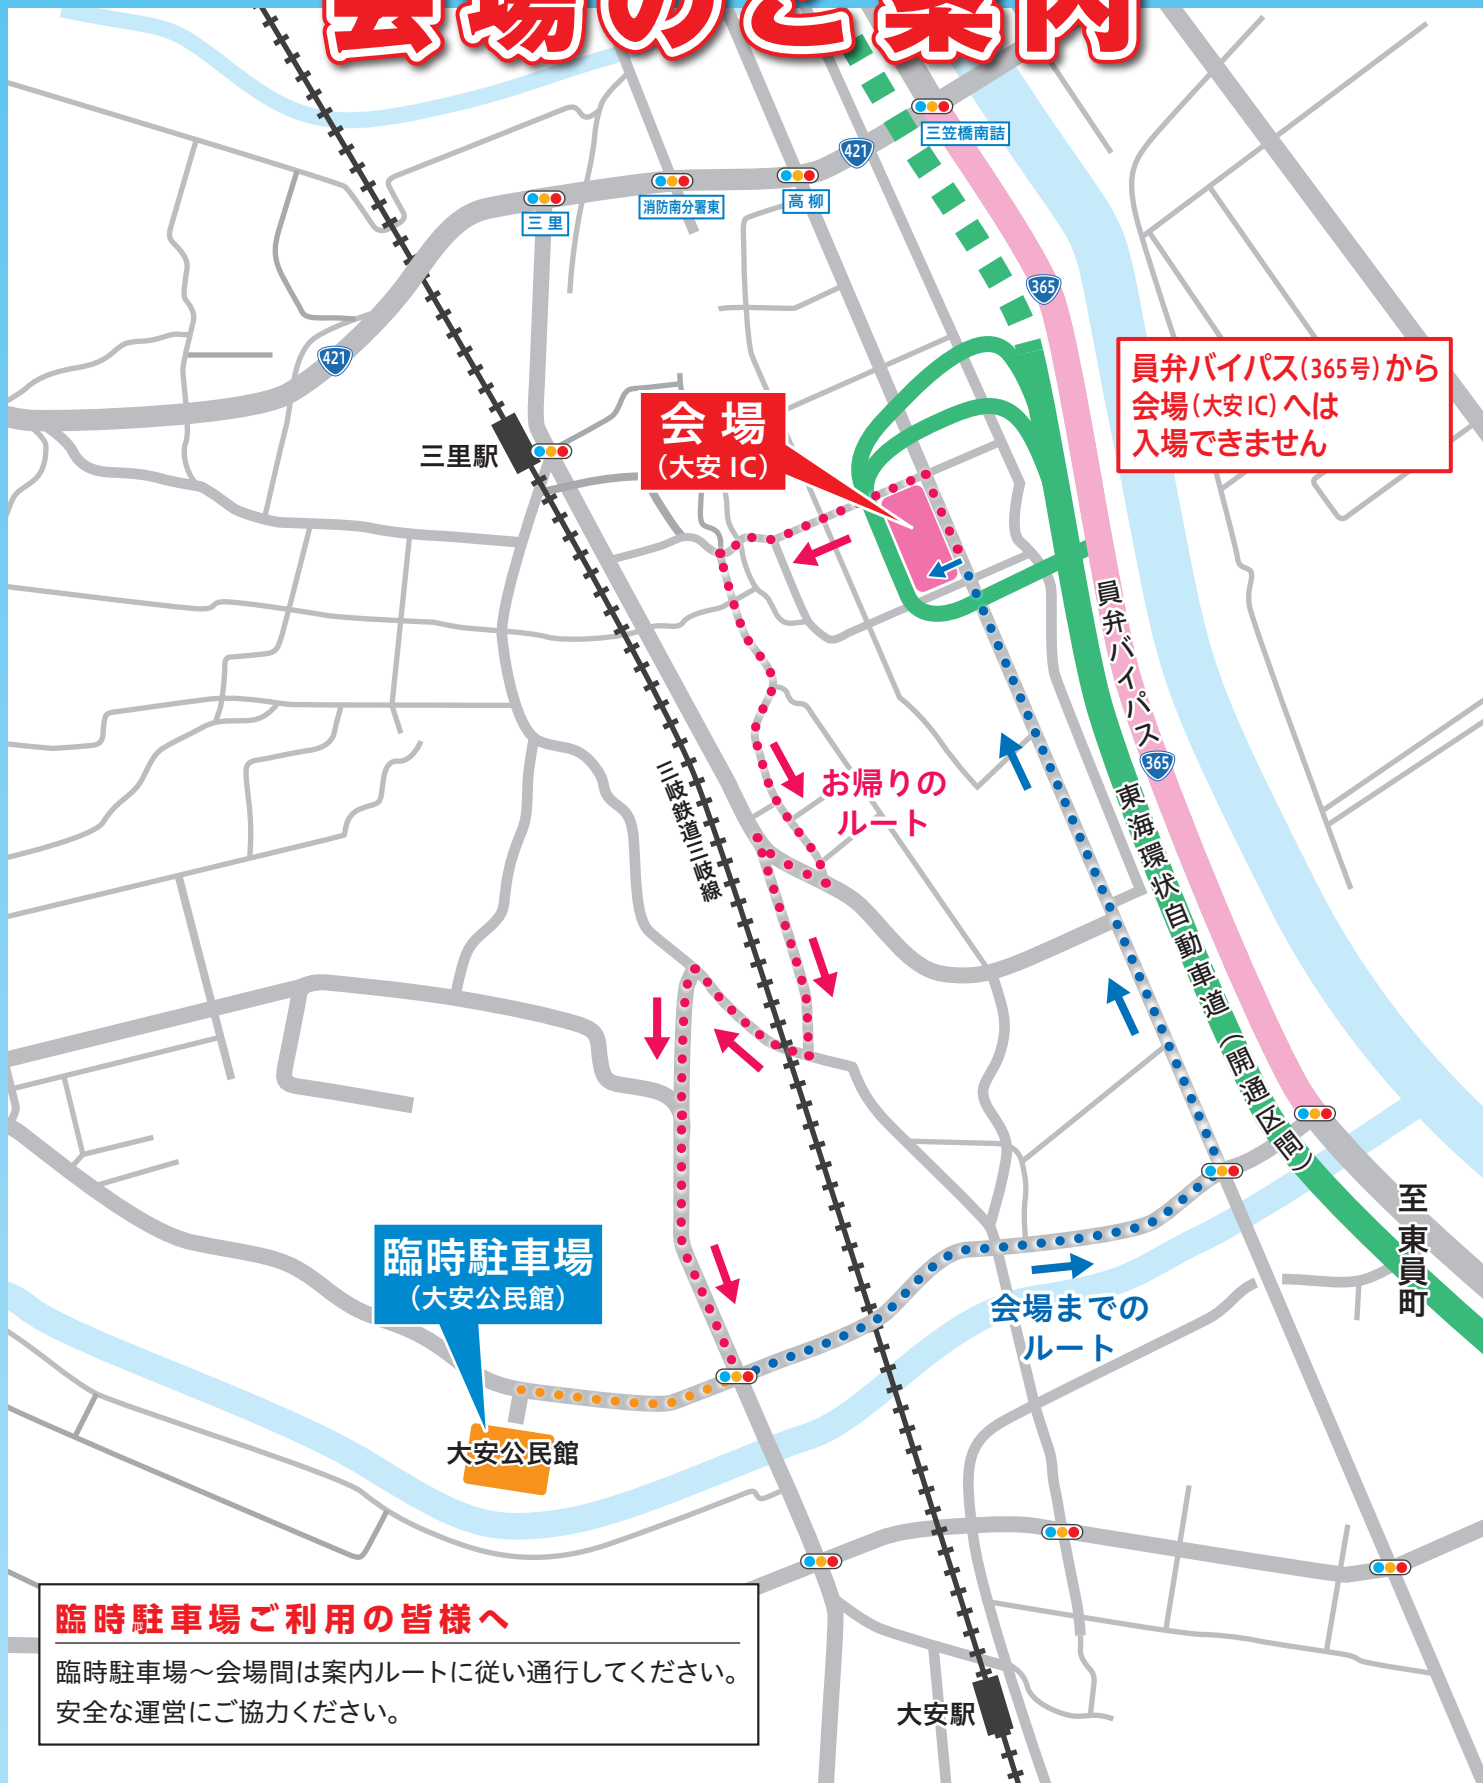 会場のご案内
三笠橋南詰
421
消防南分署東
高柳
三里
365
421
員弁バイパス(365号)から
会場(大安IC)へは
入場できません
会場
(大安 IC)
三里駅
員弁バイパス
365
三岐鉄道三岐線
お帰りの
ルート
東海環状自動車道(開通区間)
至 東員町
臨時駐車場
(大安公民館)
会場までの
ルート
大安公民館
臨時駐車場ご利用の皆様へ
臨時駐車場〜会場間は案内ルートに従い通行してください。
安全な運営にご協力ください。
大安駅